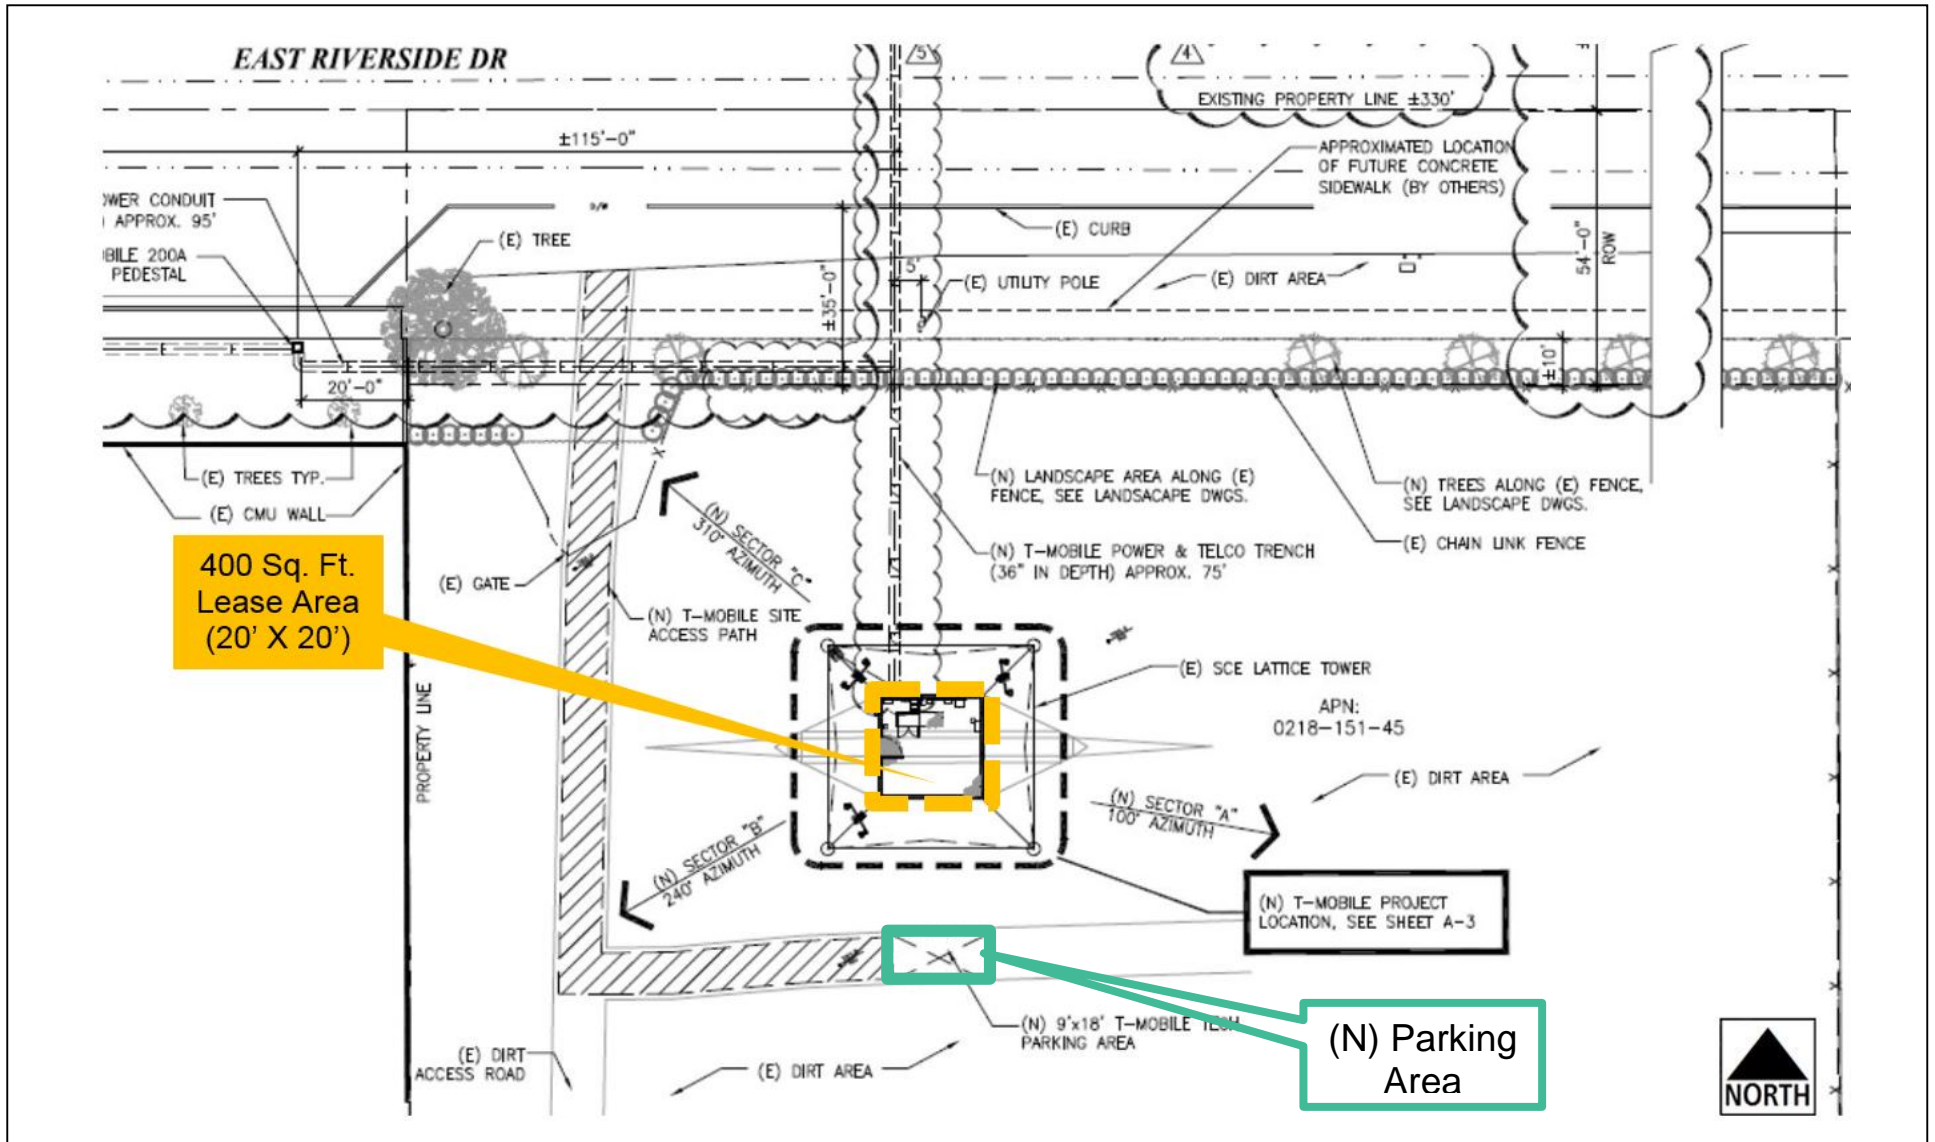 EAST RIVERSIDE DR
5
4
EXISTING PROPERTY LINE ±330'
±115'-0"
APPROXIMATED LOCATION
OF FUTURE CONCRETE
SIDEWALK (BY OTHERS)
OWER CONDUIT
) APPROX. 95'
(E) TREE
(E) CURB
54'-0"
ROW
OBILE 200A
PEDESTAL
5'
(E) UTILITY POLE
(E) DIRT AREA
±35'-0"
±10'
20'-0"
(E) TREES TYP.
(E) CMU WALL
(N) LANDSCAPE AREA ALONG (E)
FENCE, SEE LANDSACAPE DWGS.
(N) TREES ALONG (E) FENCE,
SEE LANDSCAPE DWGS.
(E) CHAIN LINK FENCE
(N) SECTOR "C"
310° AZIMUTH
(N) T-MOBILE POWER & TELCO TRENCH
(36" IN DEPTH) APPROX. 75'
400 Sq. Ft.
Lease Area
(20' X 20')
(E) GATE
(N) T-MOBILE SITE
ACCESS PATH
(E) SCE LATTICE TOWER
APN:
0218-151-45
PROPERTY LINE
(E) DIRT AREA
(N) SECTOR "A"
100° AZIMUTH
(N) SECTOR "B"
240° AZIMUTH
(N) T-MOBILE PROJECT
LOCATION, SEE SHEET A-3
(N) 9'x18' T-MOBILE TECH
PARKING AREA
(N) Parking
Area
(E) DIRT
ACCESS ROAD
(E) DIRT AREA
NORTH